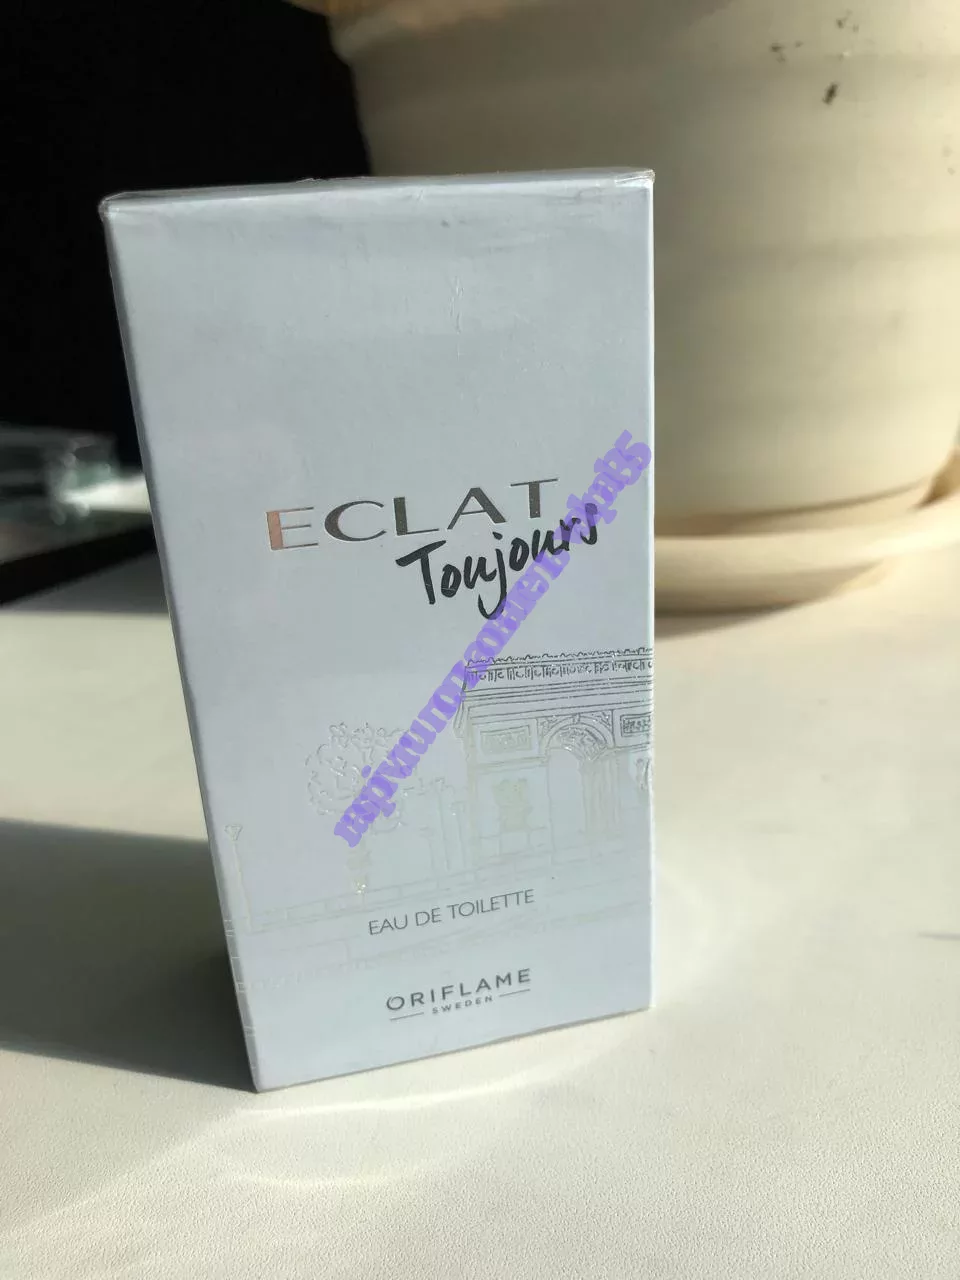 ECLAT
Toujours
EAU DE TOILETTE
ORIFLAME
SWEDEN